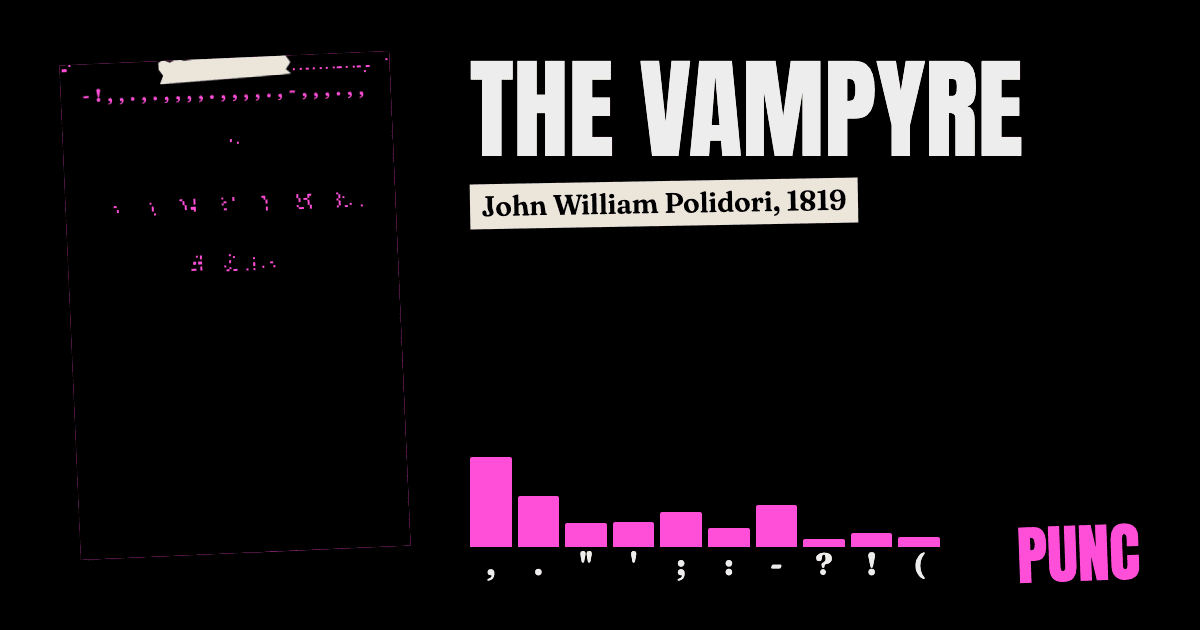 -!,,.,.,,,,.,,,,.,-,,,.,,
THE VAMPYRE
John William Polidori, 1819
, . " ' ; : - ? ! (
PUNC